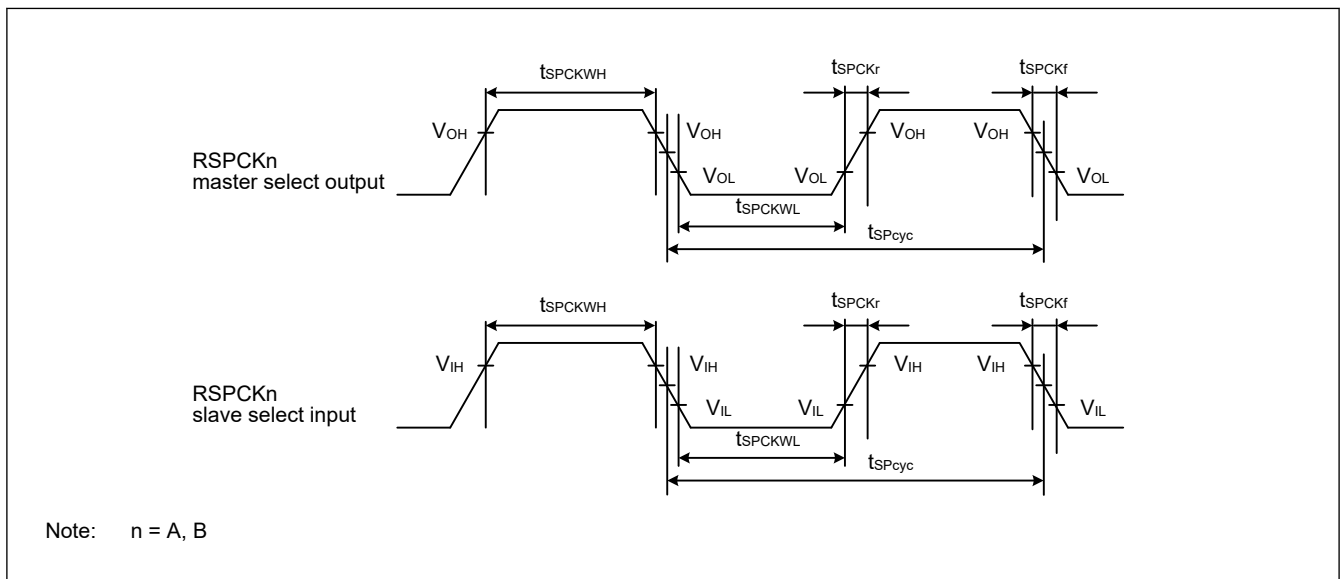 tSPCKWH tSPCKr tSPCKf
VOH VOH VOH VOH
RSPCKn
master select output
VOL VOL VOL
tSPCKWL
tSPcyc
tSPCKWH tSPCKr tSPCKf
VIH VIH VIH VIH
RSPCKn
slave select input
VIL VIL VIL
tSPCKWL
tSPcyc
Note: n = A, B